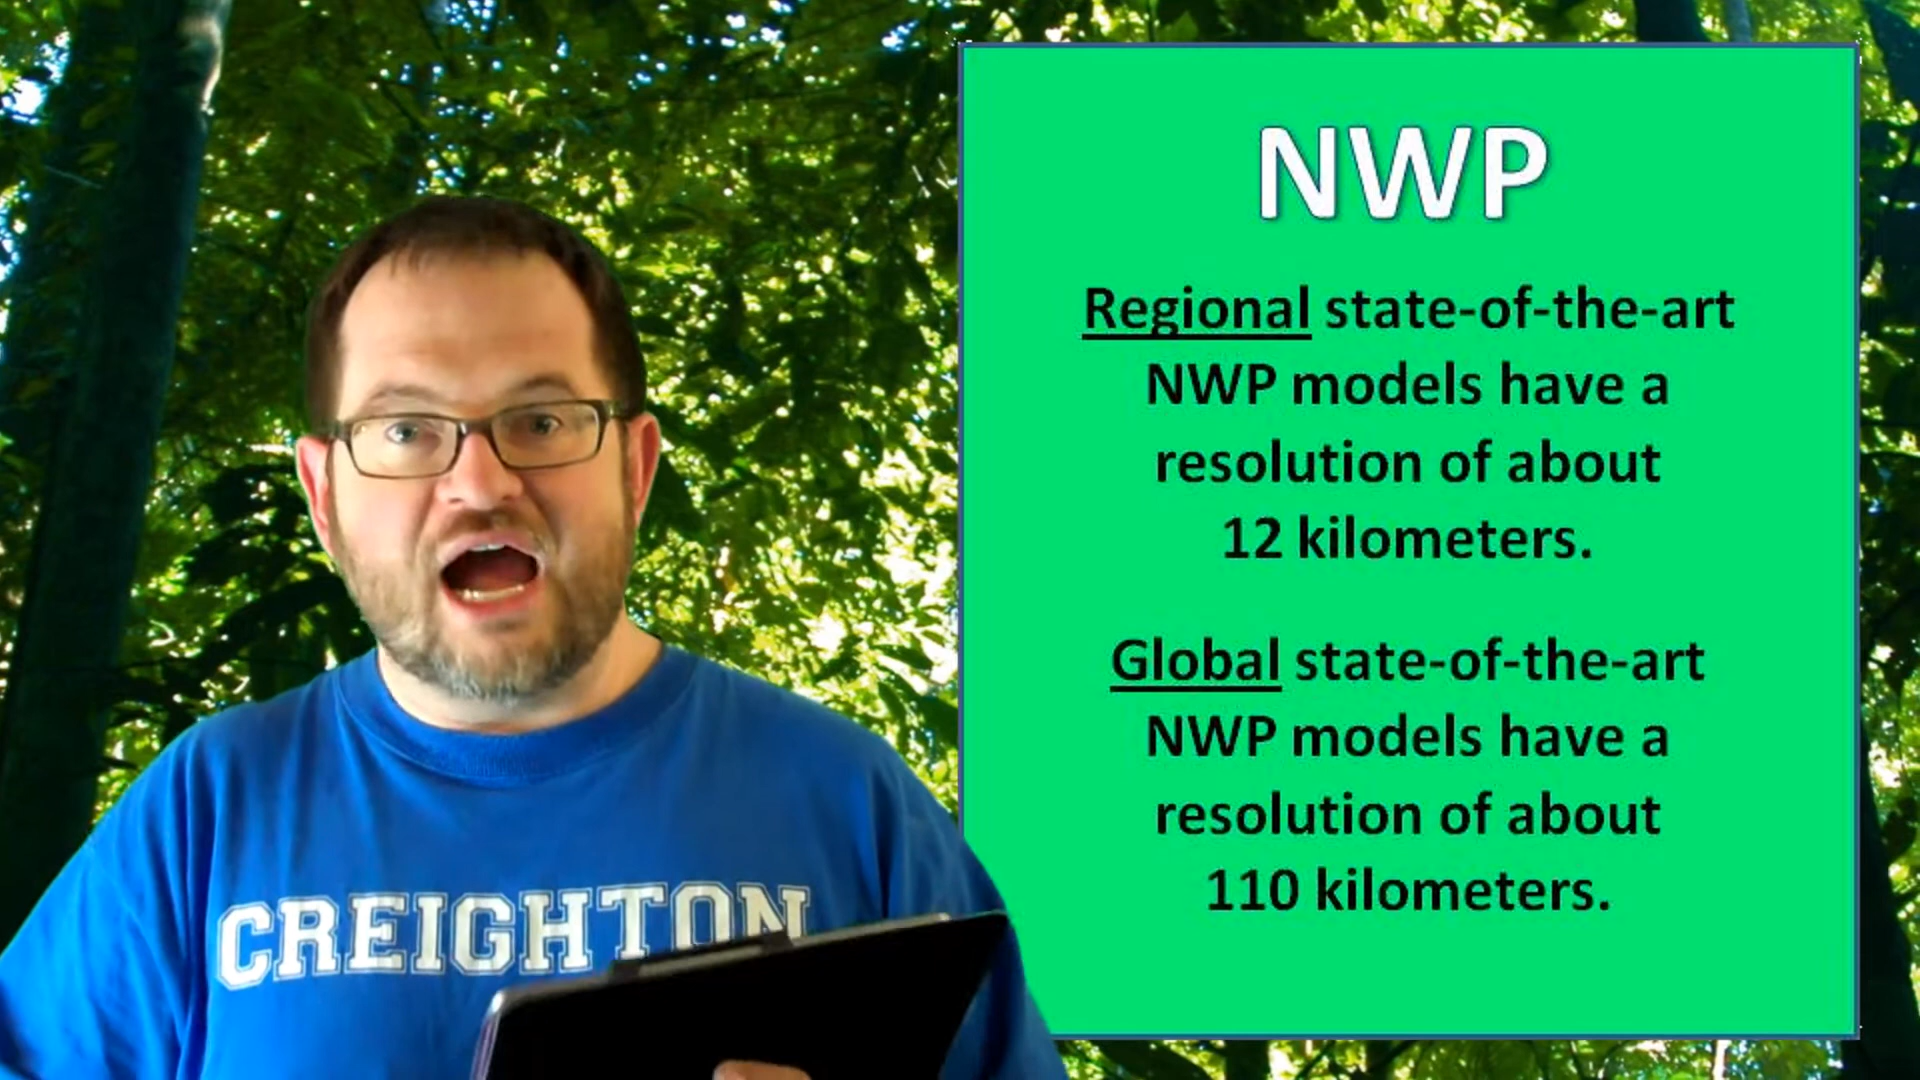 NWP
Regional state-of-the-art
NWP models have a
resolution of about
12 kilometers.
Global state-of-the-art
NWP models have a
resolution of about
110 kilometers.
CREIGHTON